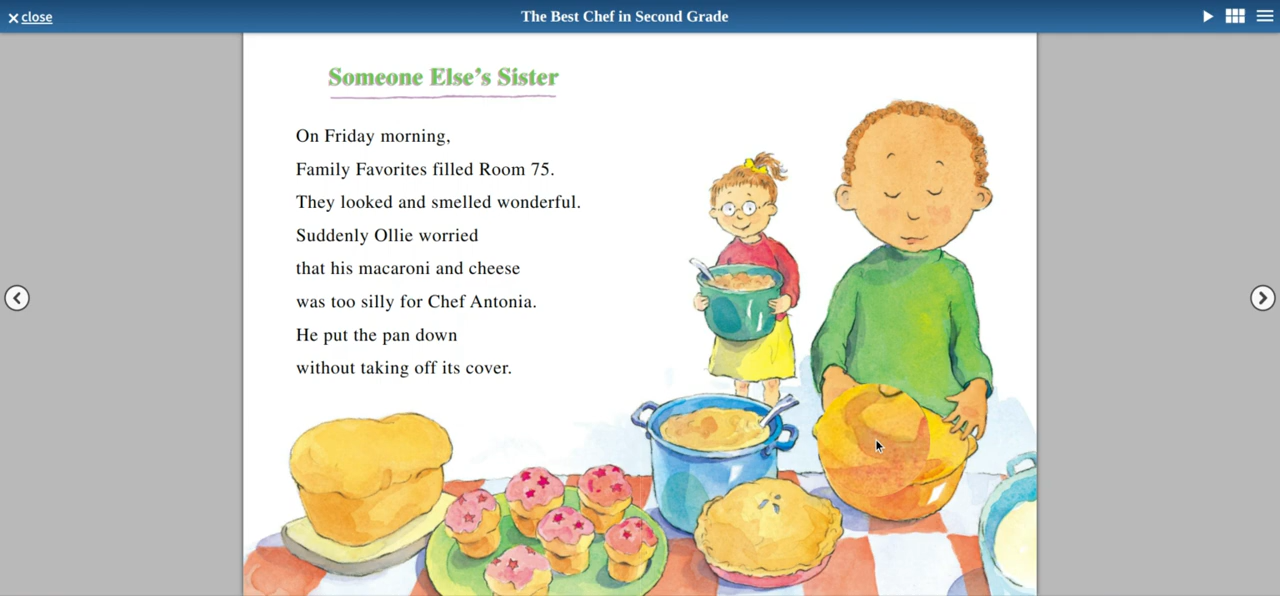 close
The Best Chef in Second Grade
Someone Else’s Sister
On Friday morning,
Family Favorites filled Room 75.
They looked and smelled wonderful.
Suddenly Ollie worried
that his macaroni and cheese
was too silly for Chef Antonia.
He put the pan down
without taking off its cover.